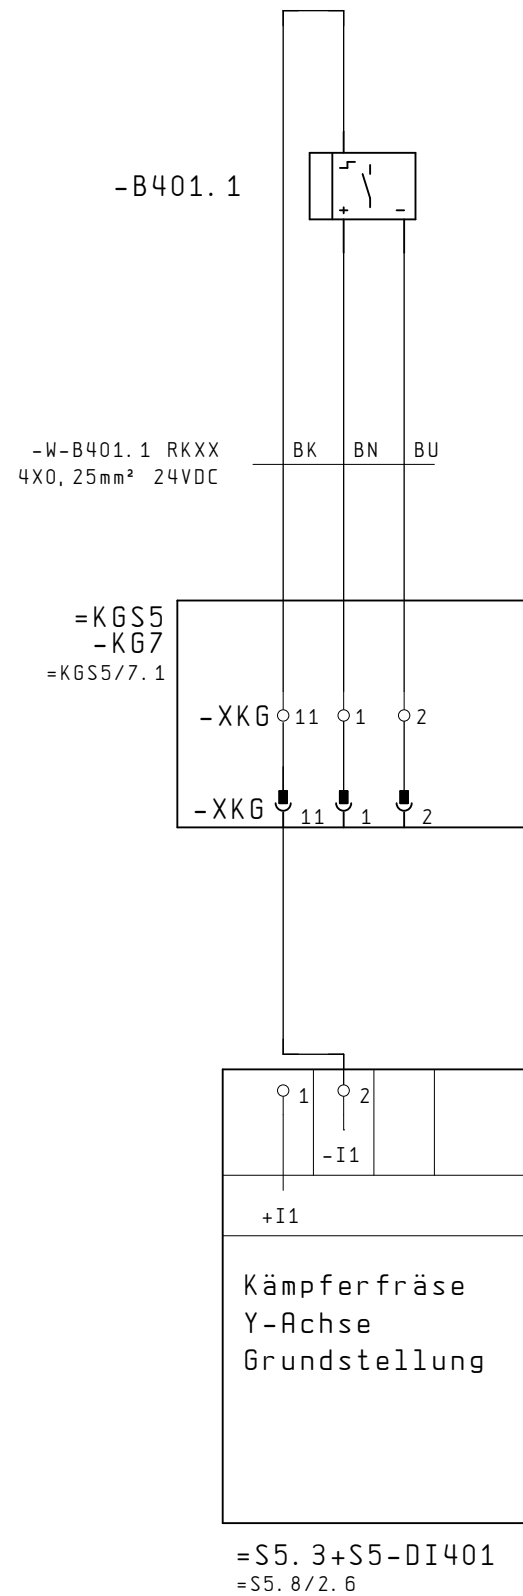 -B401.1
+ -
-W-B401.1 RKXX
4X0,25mm² 24VDC
BK BN BU
=KGS5
-KG7
=KGS5/7.1
-XKG 11 1 2
-XKG 11 1 2
1 2
-I1
+I1
Kämpferfräse
Y-Achse
Grundstellung
=S5.3+S5-DI401
=S5.8/2.6